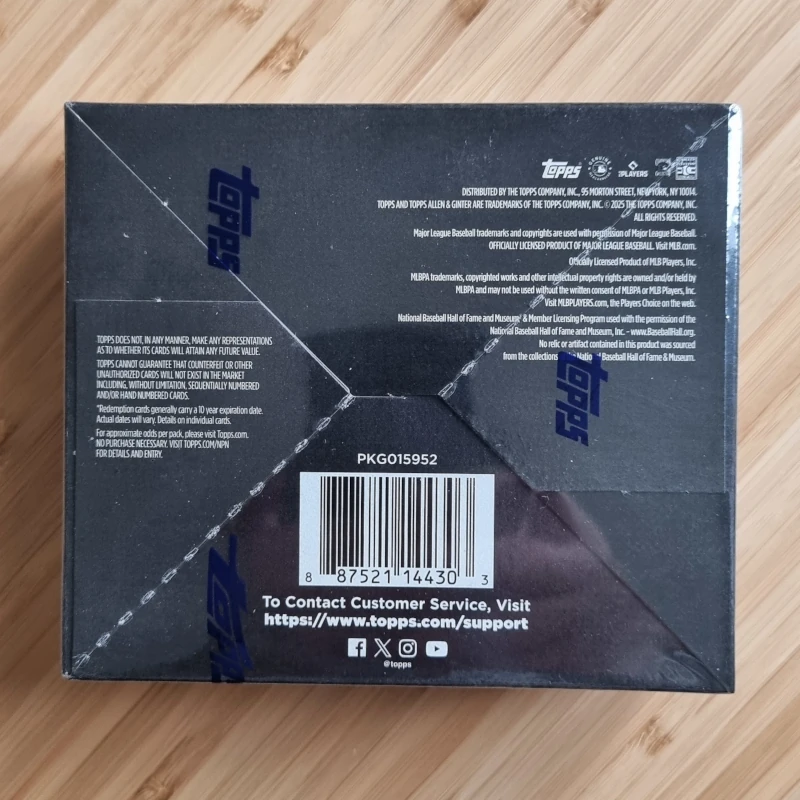 topps
GENUINE
PLAYERS
DISTRIBUTED BY THE TOPPS COMPANY, INC., 95 MORTON STREET, NEW YORK, NY 10014.
TOPPS AND TOPPS ALLEN & GINTER ARE TRADEMARKS OF THE TOPPS COMPANY, INC. © 2025 THE TOPPS COMPANY, INC.
ALL RIGHTS RESERVED.
Major League Baseball trademarks and copyrights are used with permission of Major League Baseball.
OFFICIALLY LICENSED PRODUCT OF MAJOR LEAGUE BASEBALL. Visit MLB.com.
Officially Licensed Product of MLB Players, Inc.
MLBPA trademarks, copyrighted works and other intellectual property rights are owned and/or held by
MLBPA and may not be used without the written consent of MLBPA or MLB Players, Inc.
Visit MLBPLAYERS.com, the Players Choice on the web.
National Baseball Hall of Fame and Museum, & Member Licensing Program used with the permission of the
National Baseball Hall of Fame and Museum, Inc. – www.BaseballHall.org.
No relic or artifact contained in this product was sourced
from the collections National Baseball Hall of Fame & Museum.
topps
topps
topps
TOPPS DOES NOT, IN ANY MANNER, MAKE ANY REPRESENTATIONS
AS TO WHETHER ITS CARDS WILL ATTAIN ANY FUTURE VALUE.
TOPPS CANNOT GUARANTEE THAT COUNTERFEIT OR OTHER
UNAUTHORIZED CARDS WILL NOT EXIST IN THE MARKET
INCLUDING, WITHOUT LIMITATION, SEQUENTIALLY NUMBERED
AND/OR HAND NUMBERED CARDS.
*Redemption cards generally carry a 10 year expiration date.
Actual dates will vary. Details on individual cards.
For approximate odds per pack, please visit Topps.com.
NO PURCHASE NECESSARY. VISIT TOPPS.COM/NPN
FOR DETAILS AND ENTRY.
PKG015952
8 87521 14430 3
To Contact Customer Service, Visit
https://www.topps.com/support
@topps